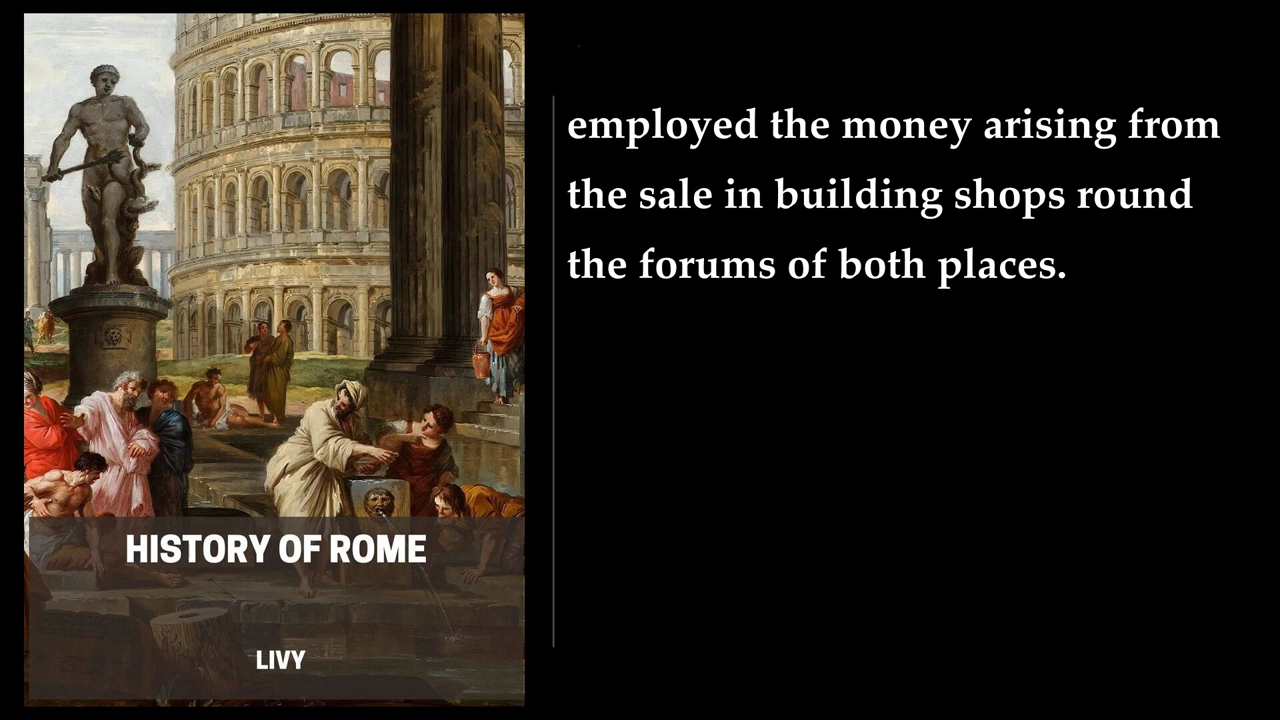 employed the money arising from
the sale in building shops round
the forums of both places.
HISTORY OF ROME
LIVY